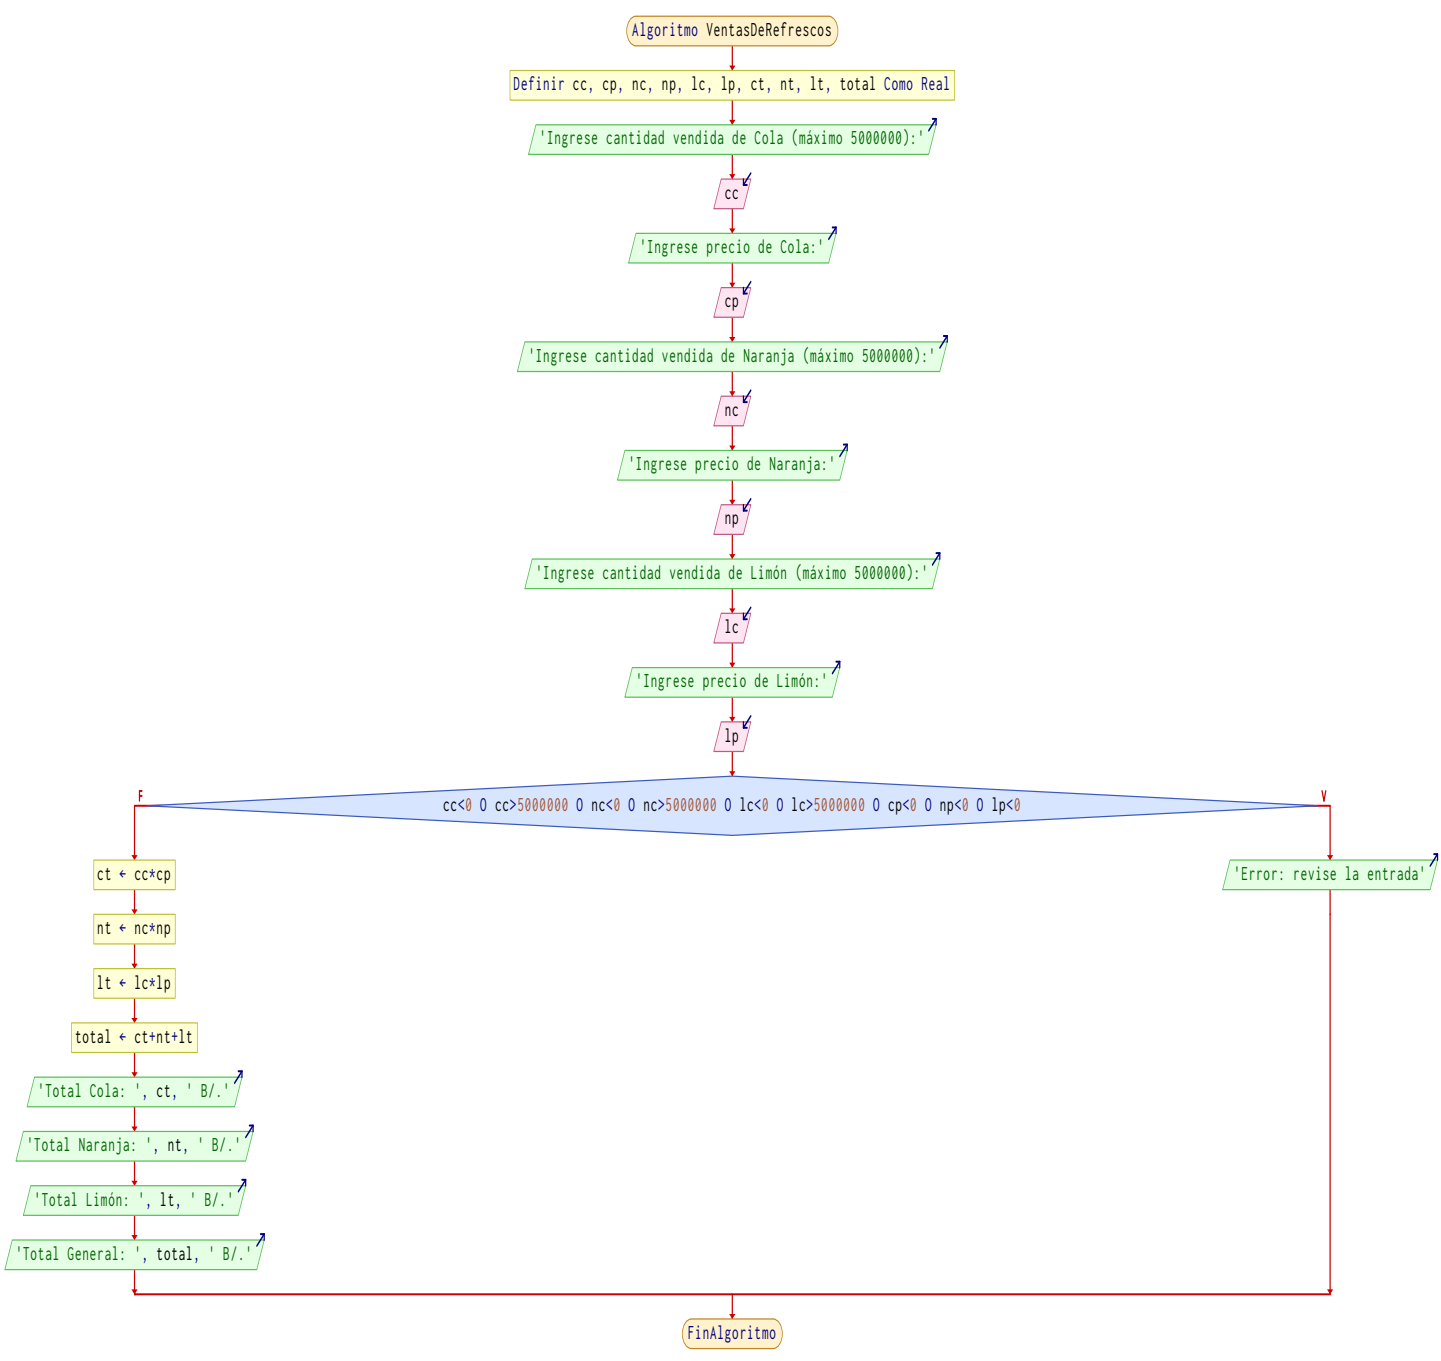 Algoritmo VentasDeRefrescos
Definir cc, cp, nc, np, lc, lp, ct, nt, lt, total Como Real
'Ingrese cantidad vendida de Cola (máximo 5000000):'
cc
'Ingrese precio de Cola:'
cp
'Ingrese cantidad vendida de Naranja (máximo 5000000):'
nc
'Ingrese precio de Naranja:'
np
'Ingrese cantidad vendida de Limón (máximo 5000000):'
lc
'Ingrese precio de Limón:'
lp
F
V
cc<0 O cc>5000000 O nc<0 O nc>5000000 O lc<0 O lc>5000000 O cp<0 O np<0 O lp<0
ct ← cc*cp
'Error: revise la entrada'
nt ← nc*np
lt ← lc*lp
total ← ct+nt+lt
'Total Cola: ', ct, ' B/.'
'Total Naranja: ', nt, ' B/.'
'Total Limón: ', lt, ' B/.'
'Total General: ', total, ' B/.'
FinAlgoritmo